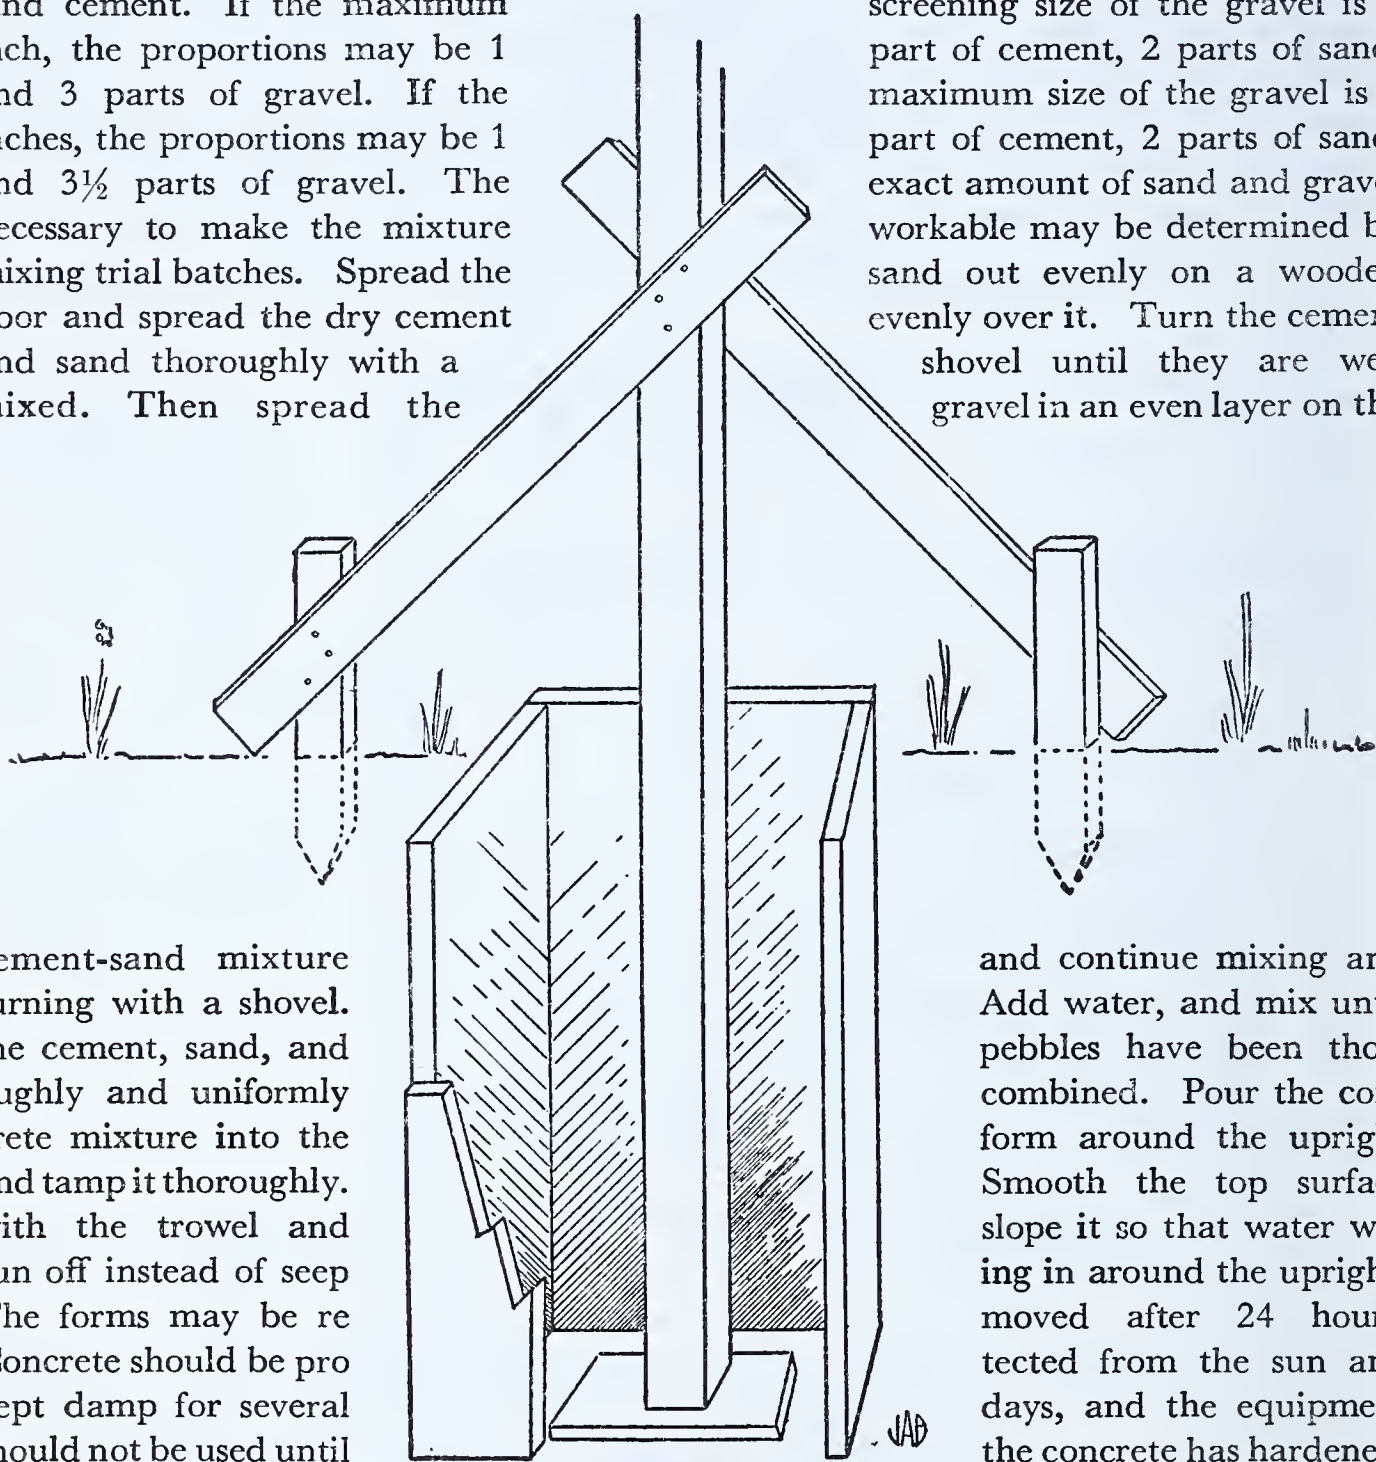 nd cement. If the maximum screening size of the gravel is
nch, the proportions may be 1 part of cement, 2 parts of san
nd 3 parts of gravel. If the maximum size of the gravel is
ches, the proportions may be 1 part of cement, 2 parts of san
nd 3½ parts of gravel. The exact amount of sand and grav
ecessary to make the mixture workable may be determined b
ixing trial batches. Spread the sand out evenly on a woode
oor and spread the dry cement evenly over it. Turn the ceme
nd sand thoroughly with a shovel until they are we
ixed. Then spread the gravel in an even layer on th
ement-sand mixture and continue mixing an
urning with a shovel. Add water, and mix unt
he cement, sand, and pebbles have been tho
ughly and uniformly combined. Pour the co
rete mixture into the form around the uprig
nd tamp it thoroughly. Smooth the top surfa
ith the trowel and slope it so that water w
un off instead of seep ing in around the uprigh
he forms may be re moved after 24 hour
oncrete should be pro tected from the sun an
ept damp for several days, and the equipme
hould not be used until the concrete has hardene